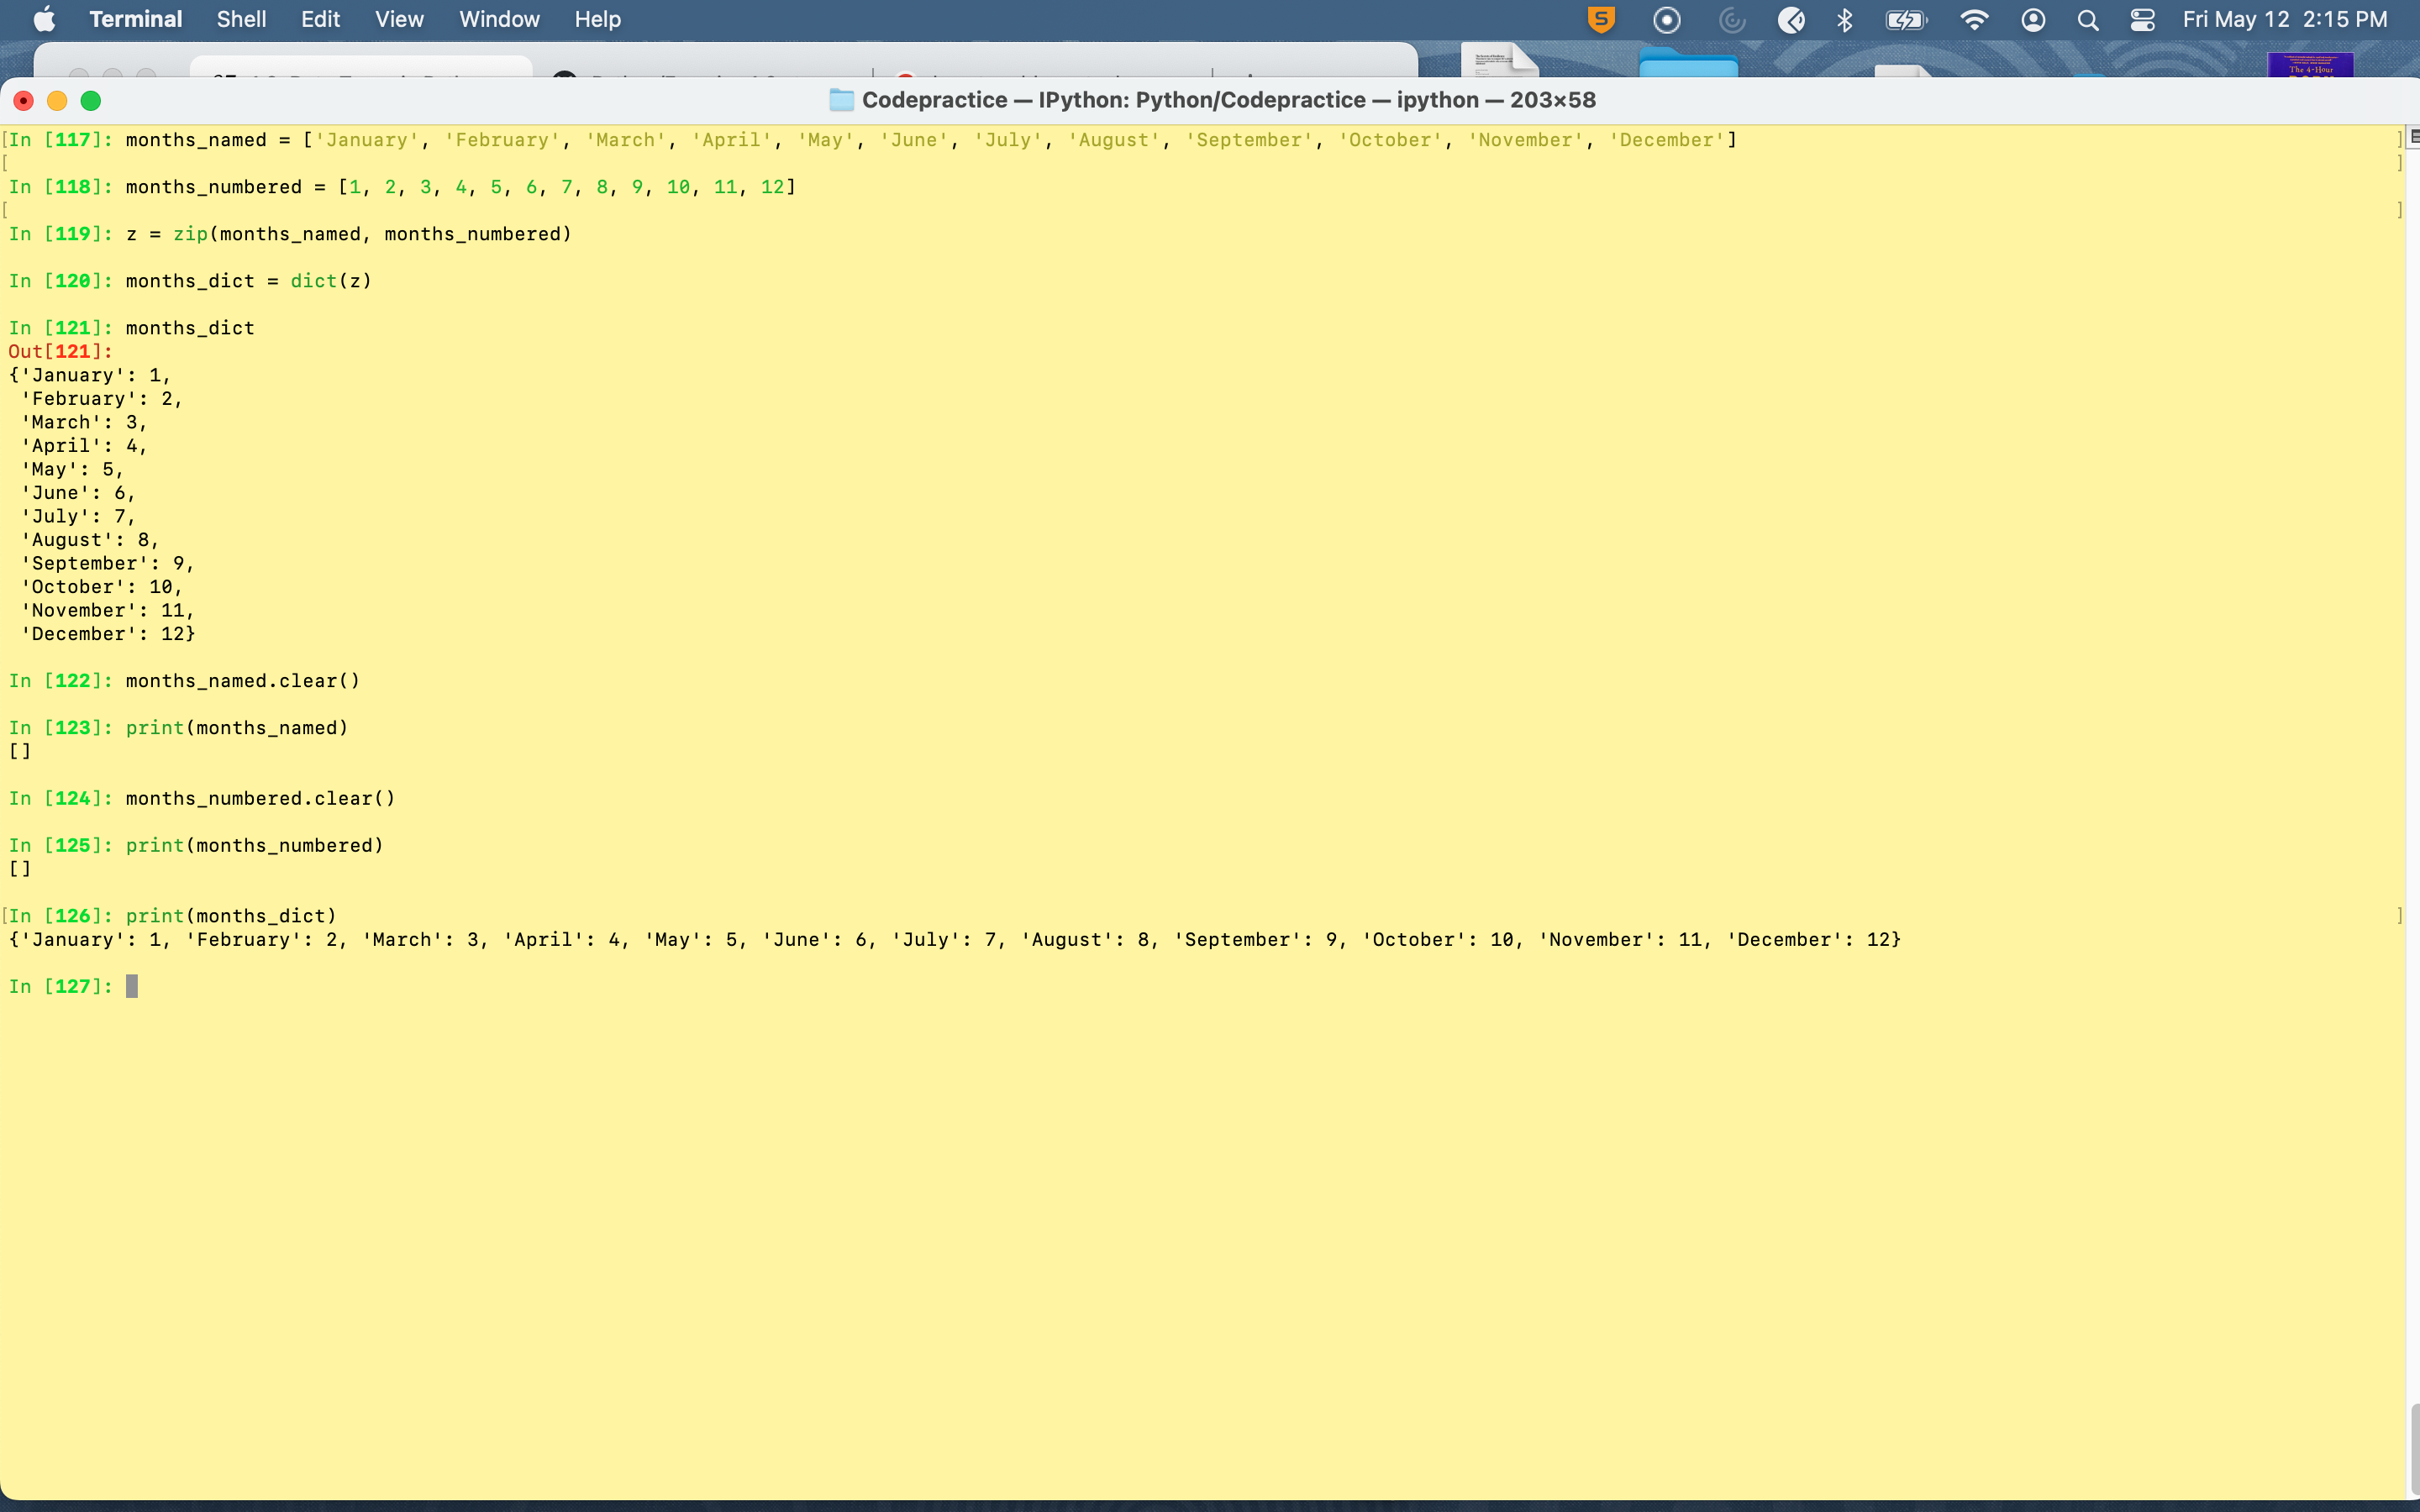 Terminal Shell Edit View Window Help Fri May 12 2:15 PM
The 4-Hour
Codepractice — IPython: Python/Codepractice — ipython — 203×58
[In [117]: months_named = ['January', 'February', 'March', 'April', 'May', 'June', 'July', 'August', 'September', 'October', 'November', 'December'] ]
[ ]
In [118]: months_numbered = [1, 2, 3, 4, 5, 6, 7, 8, 9, 10, 11, 12]
[ ]
In [119]: z = zip(months_named, months_numbered)
In [120]: months_dict = dict(z)
In [121]: months_dict
Out[121]:
{'January': 1,
 'February': 2,
 'March': 3,
 'April': 4,
 'May': 5,
 'June': 6,
 'July': 7,
 'August': 8,
 'September': 9,
 'October': 10,
 'November': 11,
 'December': 12}
In [122]: months_named.clear()
In [123]: print(months_named)
[]
In [124]: months_numbered.clear()
In [125]: print(months_numbered)
[]
[In [126]: print(months_dict) ]
{'January': 1, 'February': 2, 'March': 3, 'April': 4, 'May': 5, 'June': 6, 'July': 7, 'August': 8, 'September': 9, 'October': 10, 'November': 11, 'December': 12}
In [127]: